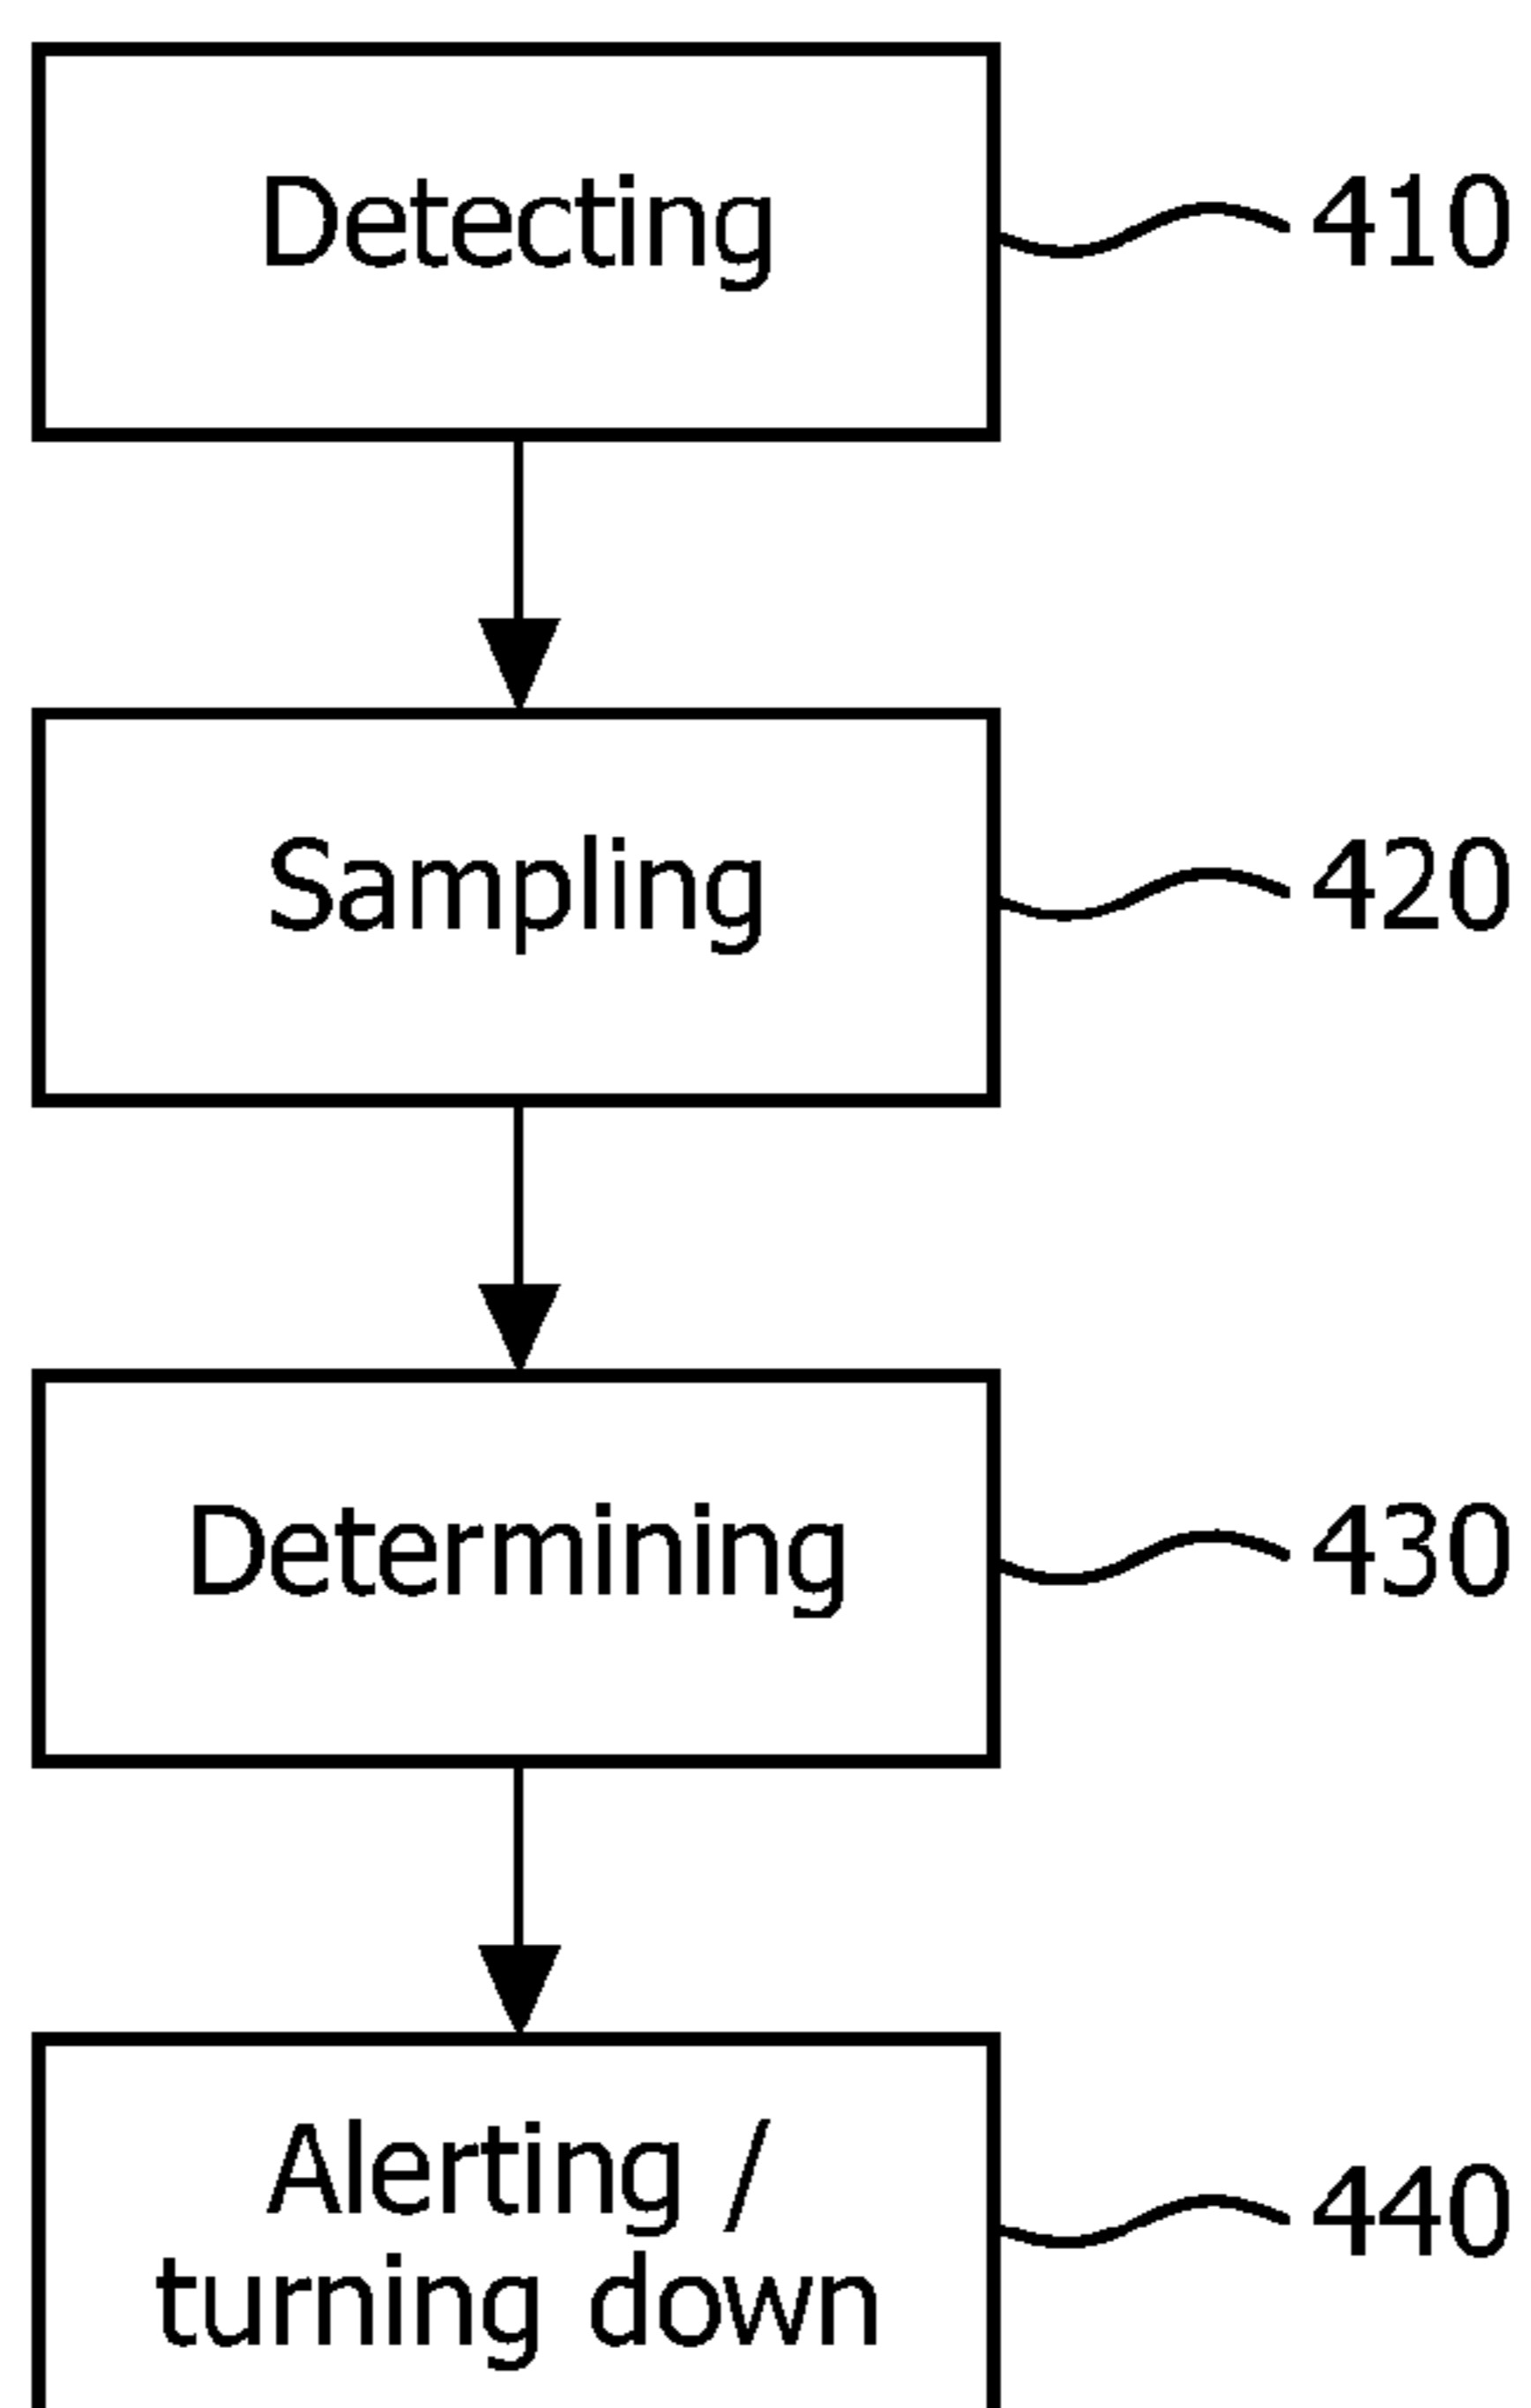 Detecting 410
Sampling 420
Determining 430
Alerting /
turning down 440